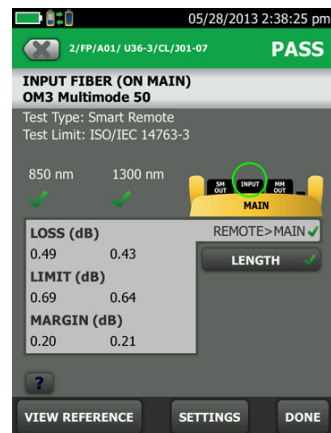 05/28/2013 2:38:25 pm
2/FP/A01/ U36-3/CL/J01-07
PASS
INPUT FIBER (ON MAIN)
OM3 Multimode 50
Test Type: Smart Remote
Test Limit: ISO/IEC 14763-3
850 nm 1300 nm
SM OUT INPUT MM OUT
MAIN
LOSS (dB)
REMOTE>MAIN
0.49 0.43
LENGTH
LIMIT (dB)
0.69 0.64
MARGIN (dB)
0.20 0.21
?
VIEW REFERENCE SETTINGS DONE